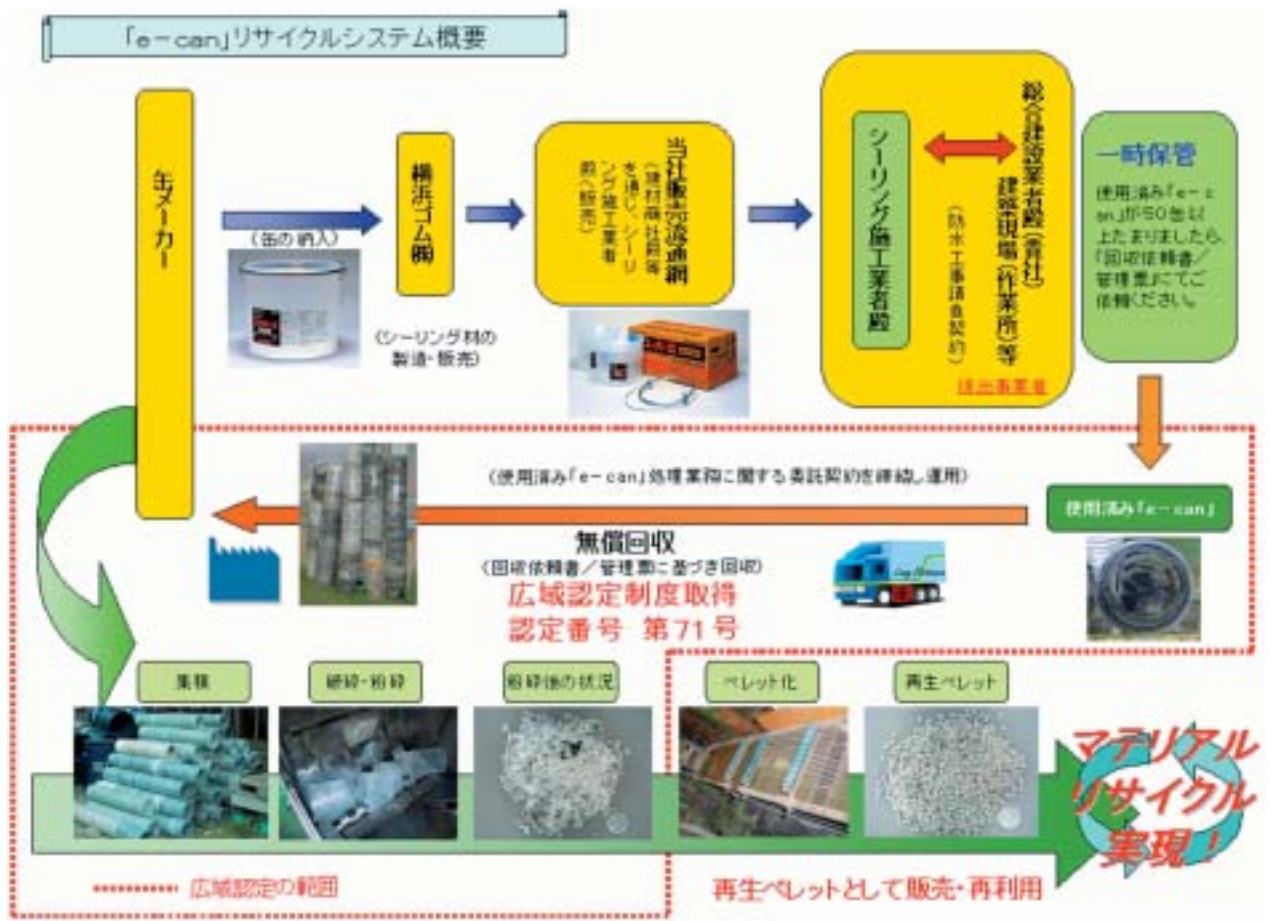 「e-can」リサイクルシステム概要
缶メーカー
(缶の納入)
横浜ゴム㈱
(シーリング材の
製造・販売)
当社販売流通網
(建材商社殿等
を通じ、シーリ
ング施工業者
殿へ販売)
シーリング施工業者殿
総合建設業者殿(書社)
建築現場(作業所)等
(防水工事請負契約)
排出事業者
一時保管
使用済み「e-c
an」が50缶以
上たまりましたら、
「回収依頼書/
管理票」にてご
依頼ください。
(使用済み「e-can」処理業務に関する委託契約を締結し運用)
使用済み「e-can」
無償回収
(回収依頼書/管理票に基づき回収)
広域認定制度取得
認定番号 第71号
集積
破砕・粉砕
粉砕後の状況
ペレット化
再生ペレット
マテリアル
リサイクル
実現!
広域認定の範囲
再生ペレットとして販売・再利用